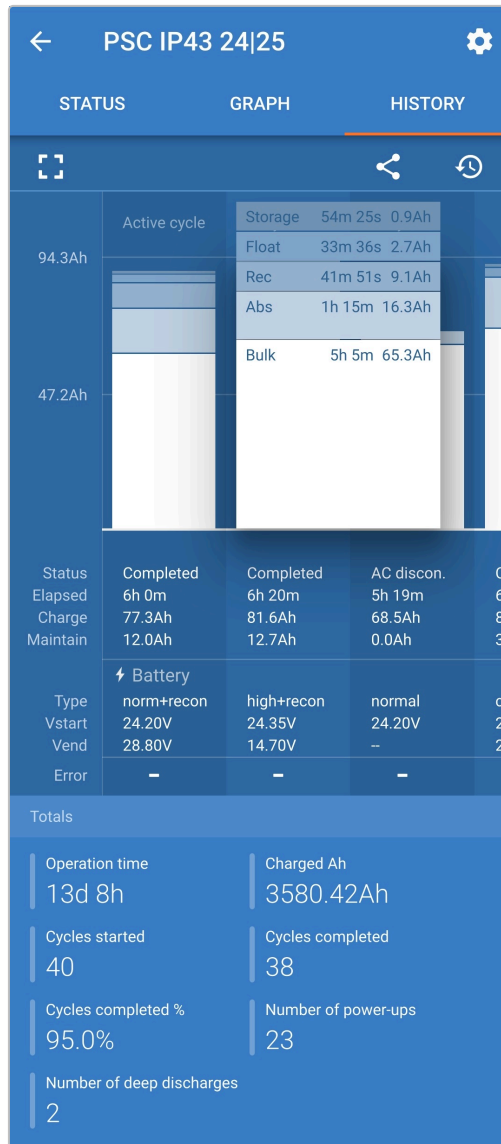 PSC IP43 24|25
STATUS GRAPH HISTORY
Active cycle
Storage 54m 25s 0.9Ah
Float 33m 36s 2.7Ah
94.3Ah
Rec 41m 51s 9.1Ah
Abs 1h 15m 16.3Ah
Bulk 5h 5m 65.3Ah
47.2Ah
Status Completed Completed AC discon.
Elapsed 6h 0m 6h 20m 5h 19m 6
Charge 77.3Ah 81.6Ah 68.5Ah 8
Maintain 12.0Ah 12.7Ah 0.0Ah 3
Battery
Type norm+recon high+recon normal
Vstart 24.20V 24.35V 24.20V 2
Vend 28.80V 14.70V -- 2
Error – – –
Totals
Operation time Charged Ah
13d 8h 3580.42Ah
Cycles started Cycles completed
40 38
Cycles completed % Number of power-ups
95.0% 23
Number of deep discharges
2